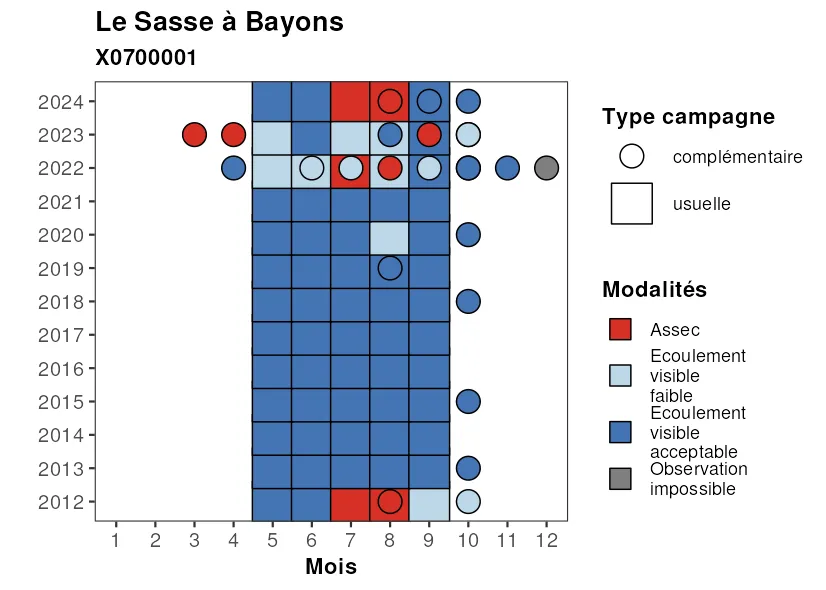 Le Sasse à Bayons
X0700001
2024
2023
2022
2021
2020
2019
2018
2017
2016
2015
2014
2013
2012
1 2 3 4 5 6 7 8 9 10 11 12
Mois
Type campagne
complémentaire
usuelle
Modalités
Assec
Ecoulement
visible
faible
Ecoulement
visible
acceptable
Observation
impossible